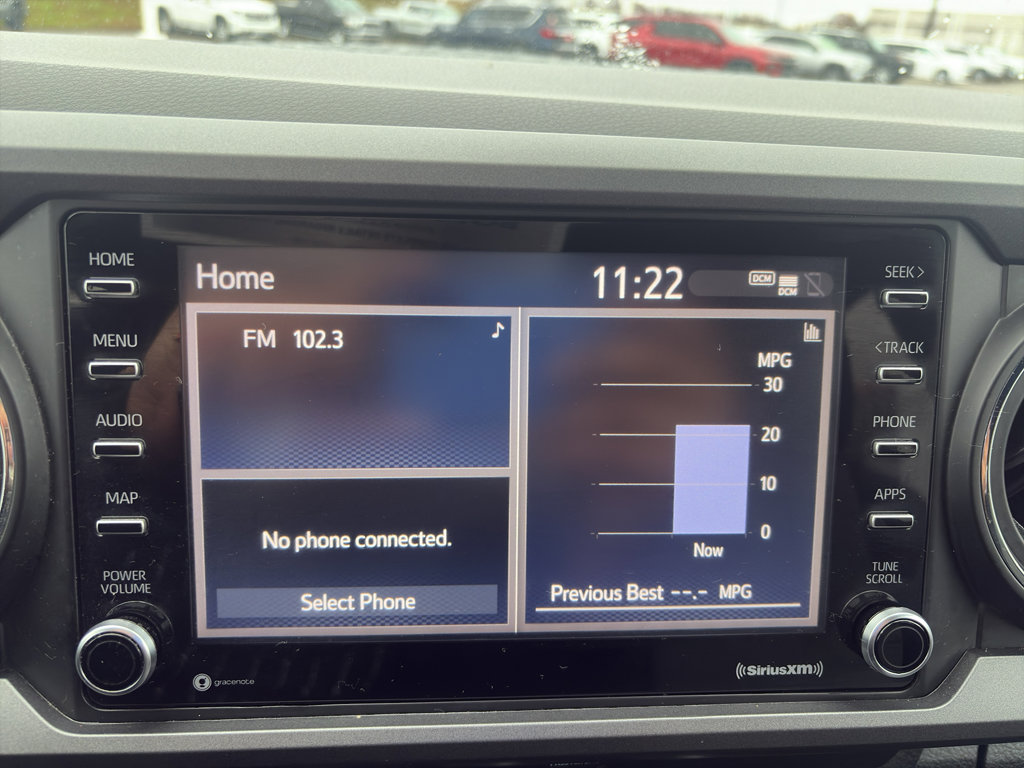 HOME
MENU
AUDIO
MAP
POWER
VOLUME
Home
11:22
DCM
DCM
FM 102.3
No phone connected.
Select Phone
MPG
30
20
10
0
Now
Previous Best --.- MPG
SEEK >
< TRACK
PHONE
APPS
TUNE
SCROLL
gracenote
((SiriusXM))